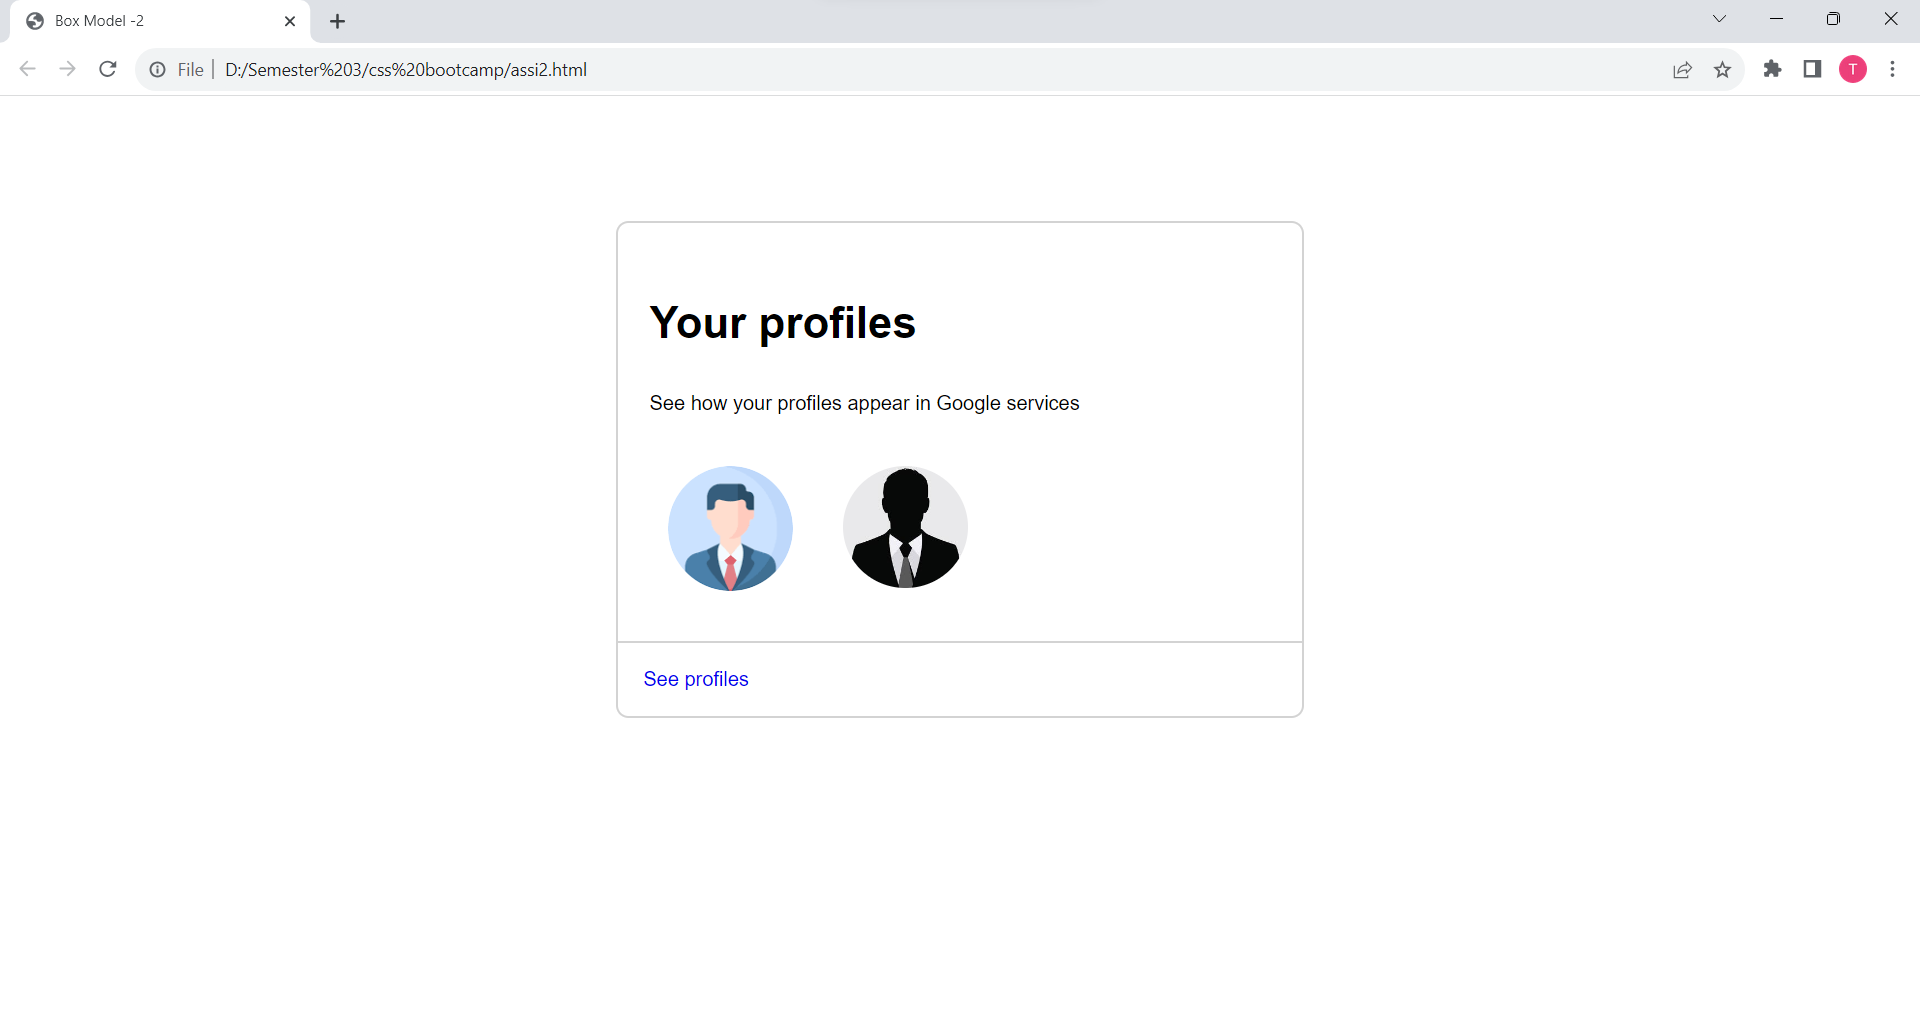 Box Model -2
File D:/Semester%203/css%20bootcamp/assi2.html
T
Your profiles
See how your profiles appear in Google services
See profiles